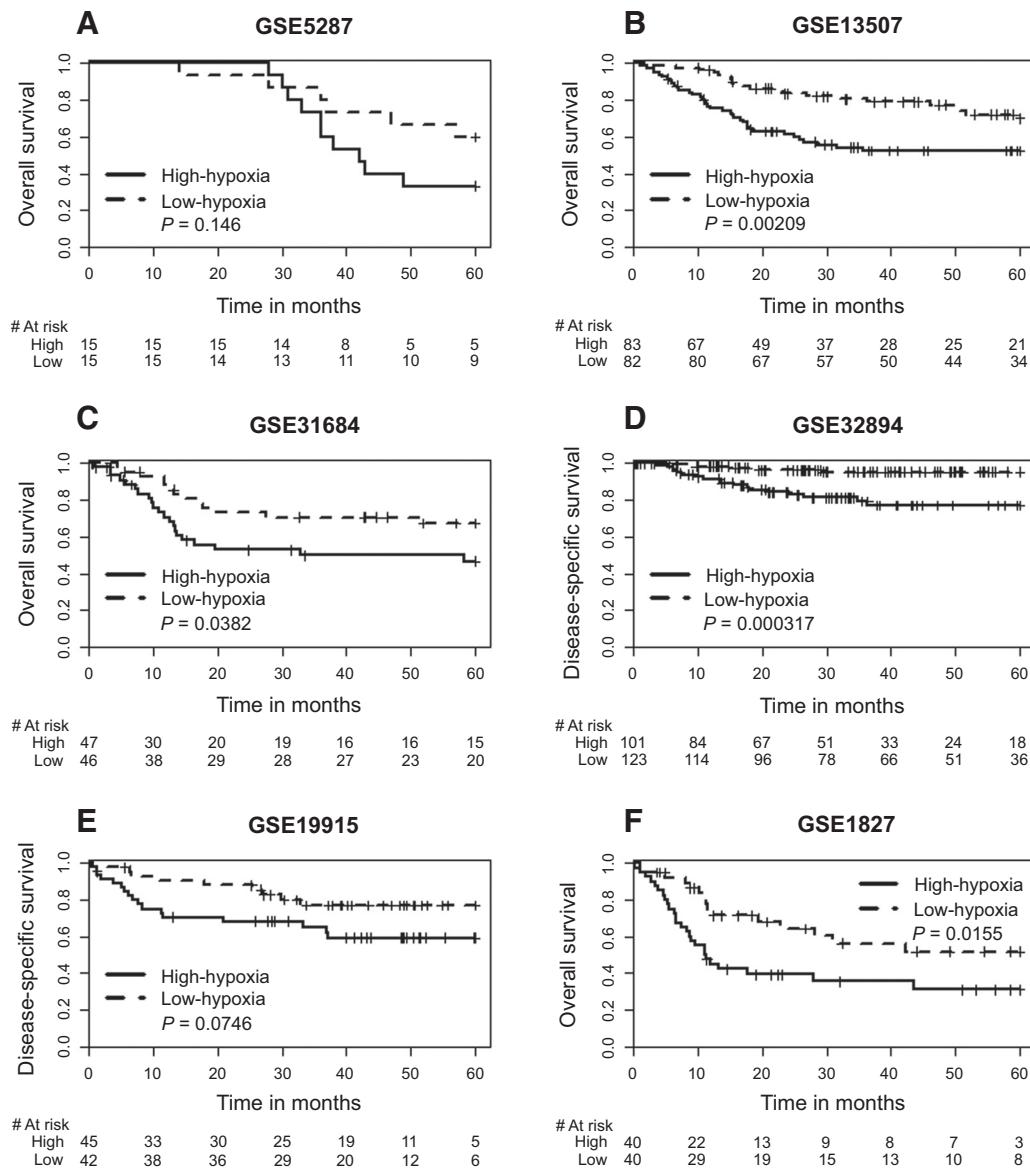 A
GSE5287
Overall survival
0.0 0.2 0.4 0.6 0.8 1.0
High-hypoxia
Low-hypoxia
P = 0.146
0 10 20 30 40 50 60
Time in months
# At risk
High 15 15 15 14 8 5 5
Low 15 15 14 13 11 10 9
B
GSE13507
Overall survival
0.0 0.2 0.4 0.6 0.8 1.0
High-hypoxia
Low-hypoxia
P = 0.00209
0 10 20 30 40 50 60
Time in months
# At risk
High 83 67 49 37 28 25 21
Low 82 80 67 57 50 44 34
C
GSE31684
Overall survival
0.0 0.2 0.4 0.6 0.8 1.0
High-hypoxia
Low-hypoxia
P = 0.0382
0 10 20 30 40 50 60
Time in months
# At risk
High 47 30 20 19 16 16 15
Low 46 38 29 28 27 23 20
D
GSE32894
Disease-specific survival
0.0 0.2 0.4 0.6 0.8 1.0
High-hypoxia
Low-hypoxia
P = 0.000317
0 10 20 30 40 50 60
Time in months
# At risk
High 101 84 67 51 33 24 18
Low 123 114 96 78 66 51 36
E
GSE19915
Disease-specific survival
0.0 0.2 0.4 0.6 0.8 1.0
High-hypoxia
Low-hypoxia
P = 0.0746
0 10 20 30 40 50 60
Time in months
# At risk
High 45 33 30 25 19 11 5
Low 42 38 36 29 20 12 6
F
GSE1827
Overall survival
0.0 0.2 0.4 0.6 0.8 1.0
High-hypoxia
Low-hypoxia
P = 0.0155
0 10 20 30 40 50 60
Time in months
# At risk
High 40 22 13 9 8 7 3
Low 40 29 19 15 13 10 8